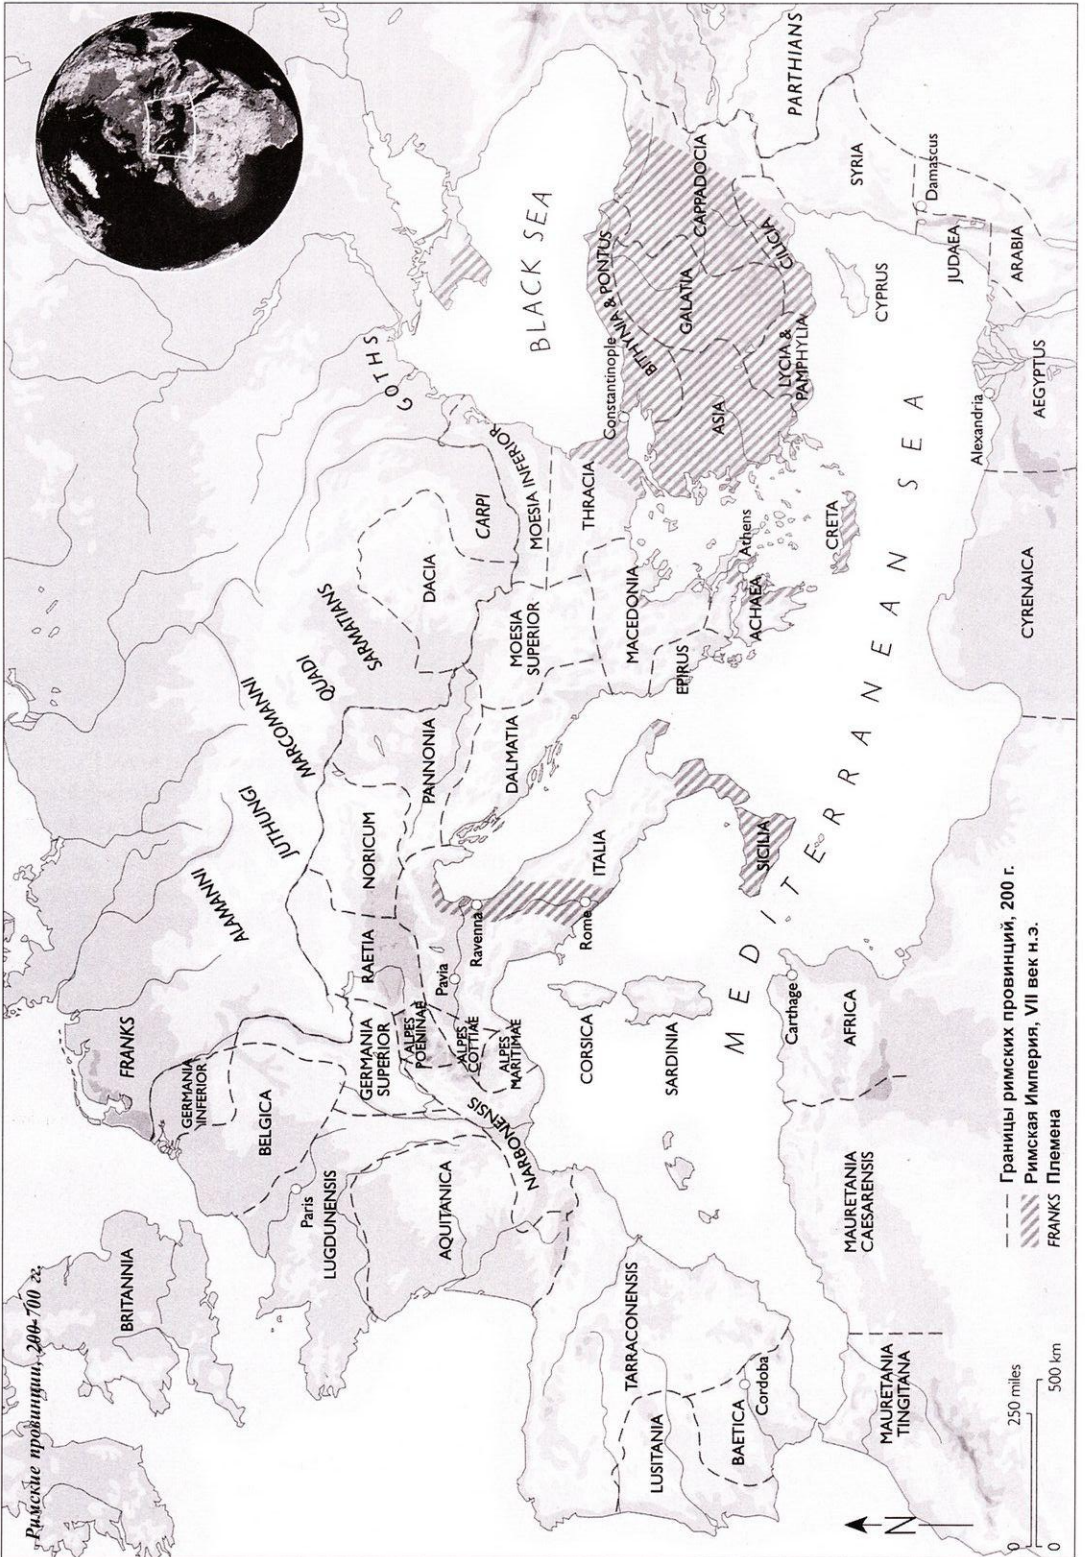 Римские провинции, 200-700 гг.
BRITANNIA
FRANKS
GERMANIA
INFERIOR
BELGICA
Paris
LUGDUNENSIS
AQUITANICA
NARBONENSIS
GERMANIA
SUPERIOR
ALPES
POENINAE
ALPES
COTTIAE
ALPES
MARITIMAE
ALAMANNI
JUTHUNGI
MARCOMANNI
QUADI
SARMATIANS
RAETIA
NORICUM
PANNONIA
DALMATIA
Pavia
Ravenna
Rome
ITALIA
CORSICA
SARDINIA
SICILIA
DACIA
CARPI
GOTHS
MOESIA INFERIOR
MOESIA
SUPERIOR
THRACIA
MACEDONIA
EPIRUS
ACHAEA
Athens
CRETA
BLACK SEA
Constantinople
BITHYNIA & PONTUS
GALATIA
CAPPADOCIA
CILICIA
ASIA
LYCIA &
PAMPHYLIA
PARTHIANS
SYRIA
Damascus
CYPRUS
JUDAEA
ARABIA
Alexandria
AEGYPTUS
CYRENAICA
MEDITERRANEAN SEA
TARRACONENSIS
LUSITANIA
BAETICA
Cordoba
MAURETANIA
TINGITANA
MAURETANIA
CAESARENSIS
Carthage
AFRICA
N
0 250 miles
0 500 km
Границы римских провинций, 200 г.
Римская Империя, VII век н.э.
FRANKS Племена